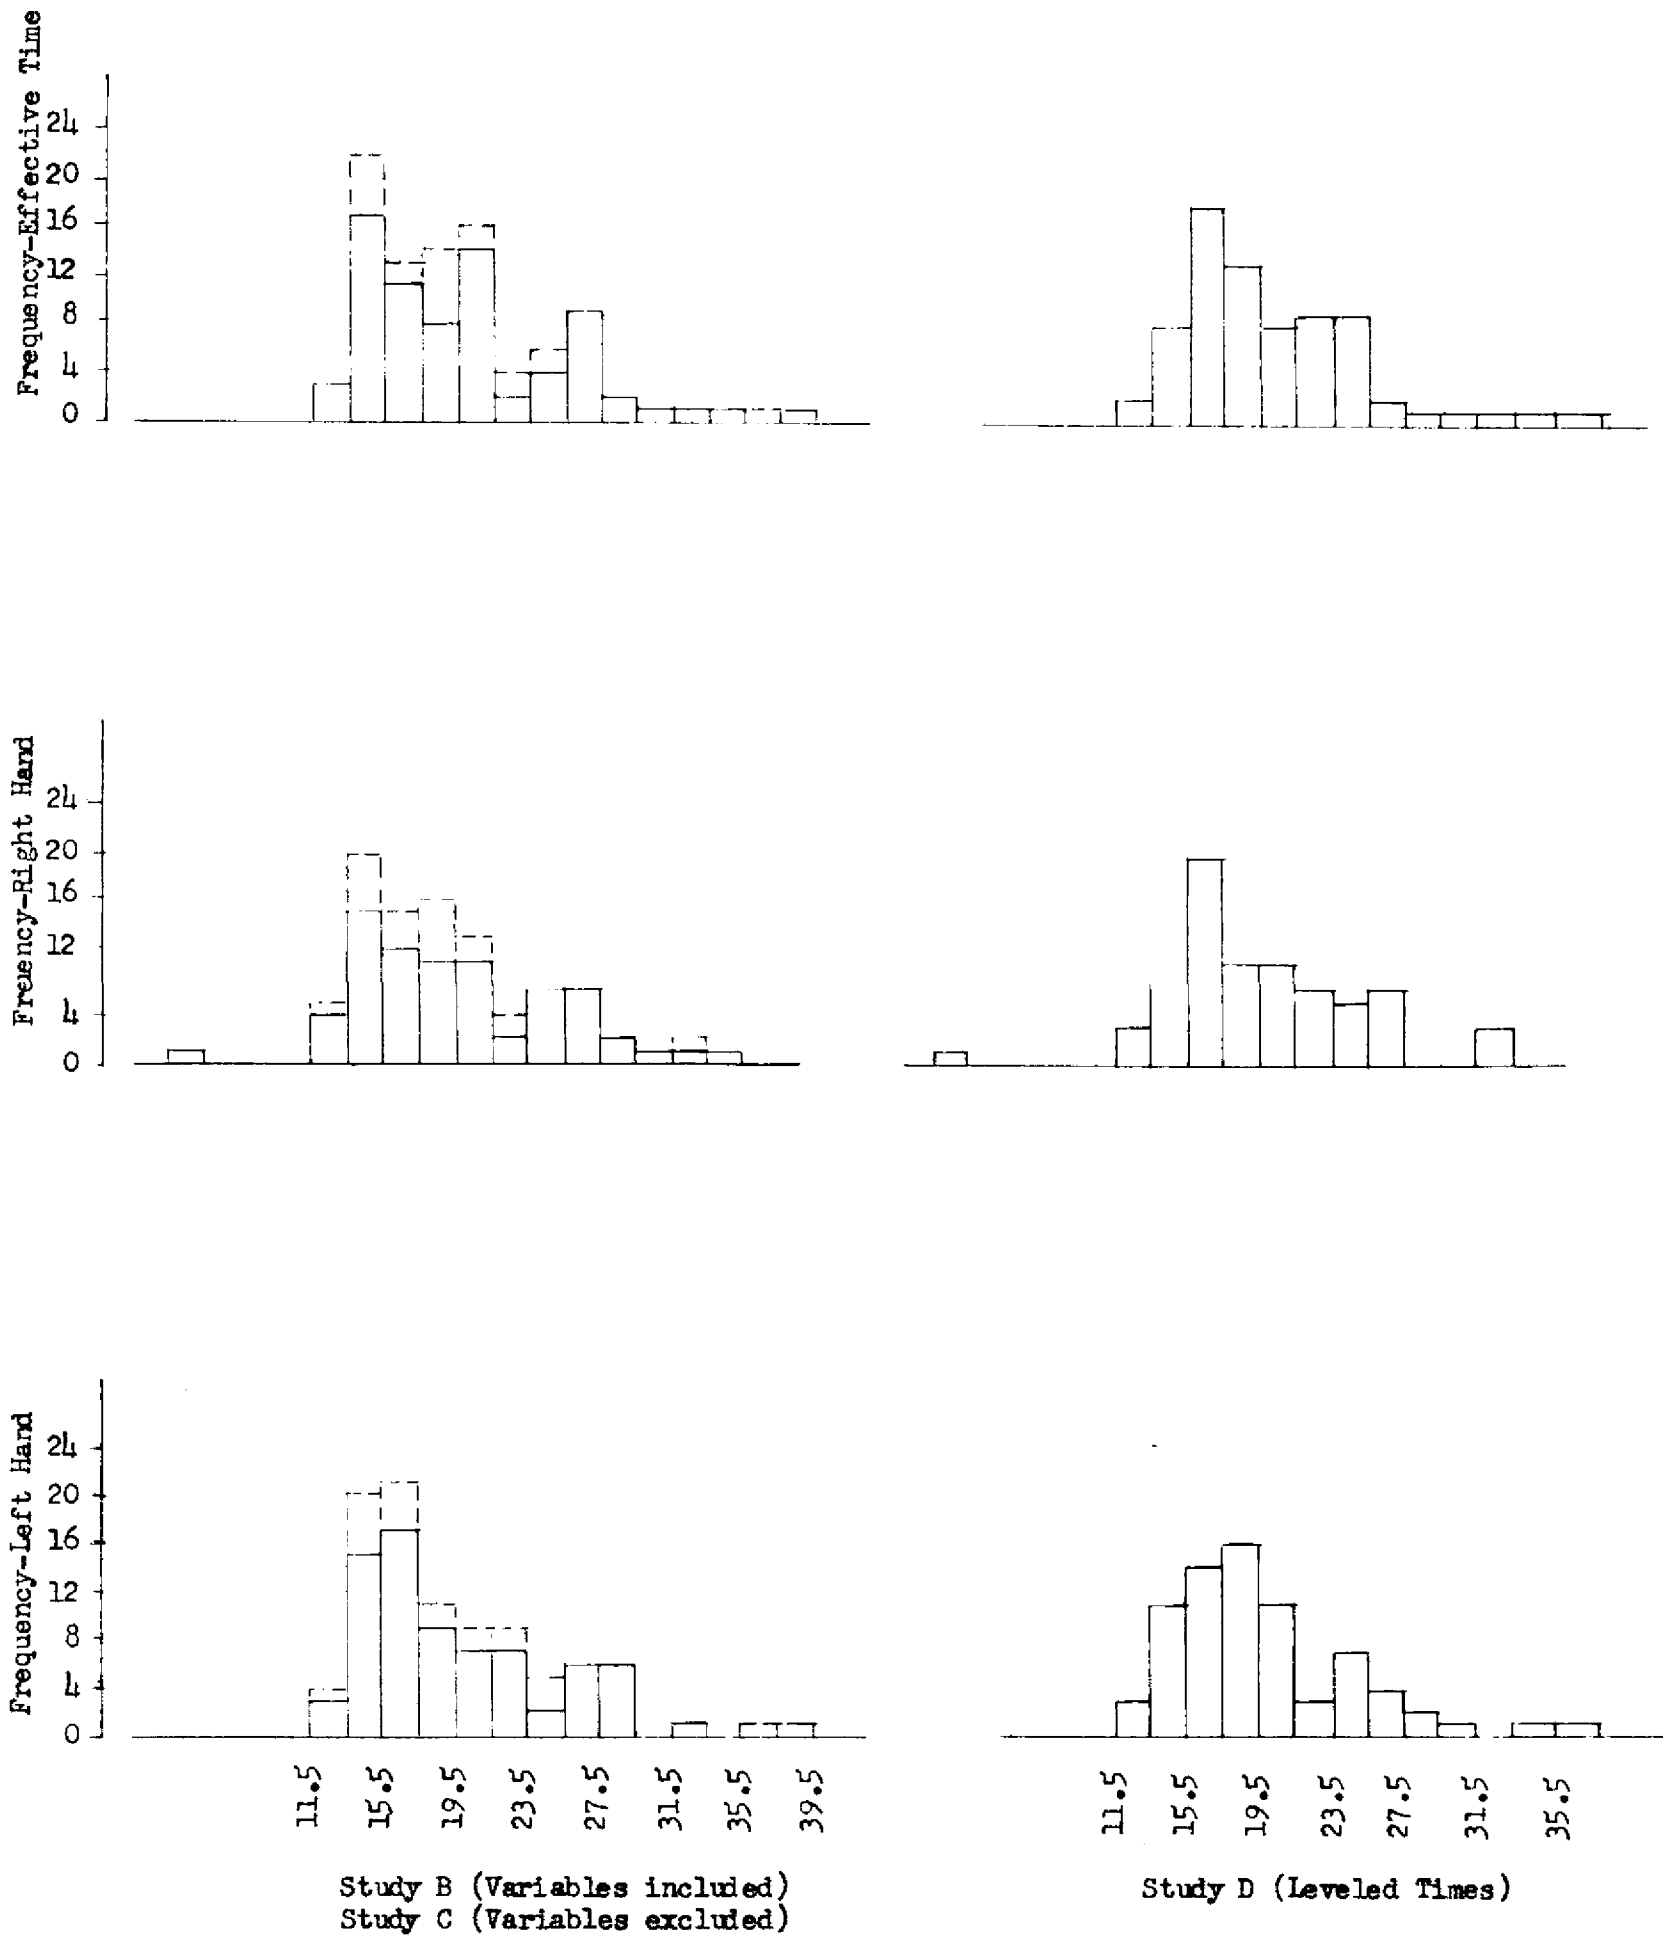 Frequency-Effective Time
24
20
16
12
8
4
0
Freuency-Right Hand
24
20
16
12
4
0
Frequency-Left Hand
24
20
16
12
8
4
0
11.5 15.5 19.5 23.5 27.5 31.5 35.5 39.5
11.5 15.5 19.5 23.5 27.5 31.5 35.5
Study B (Variables included)
Study C (Variables excluded)
Study D (Leveled Times)